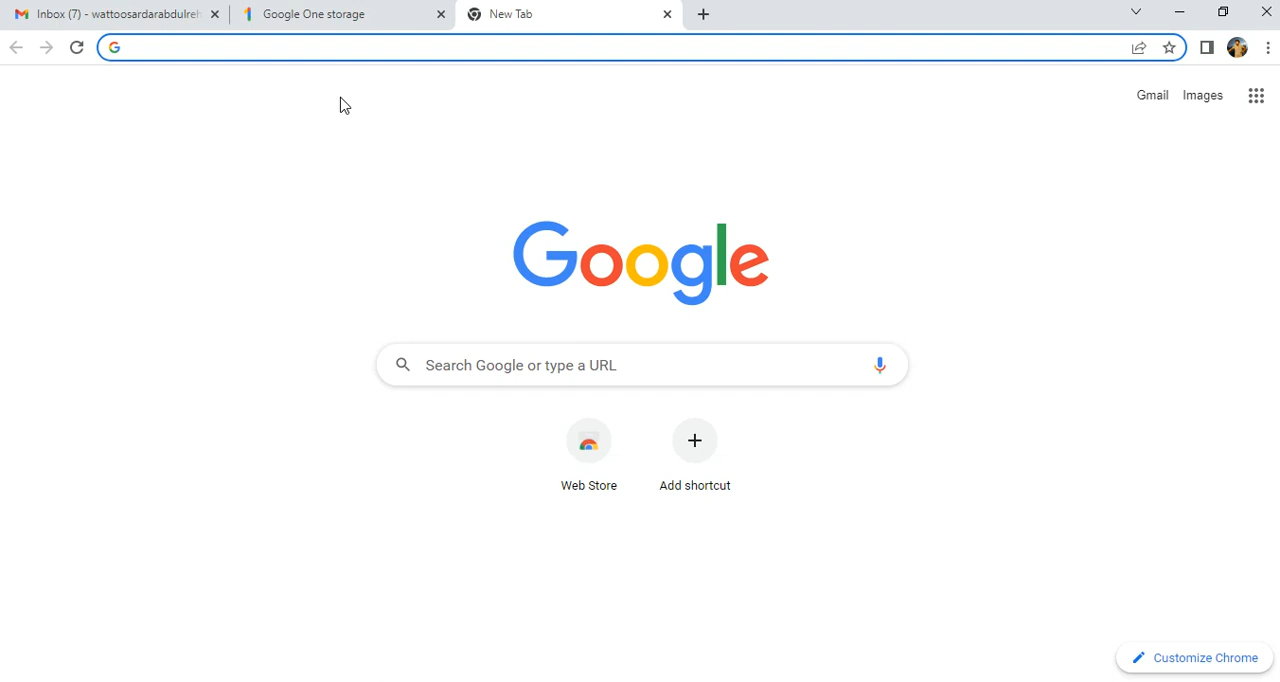 Inbox (7) - wattoosardarabdulreh
Google One storage
New Tab
Gmail Images
Google
Search Google or type a URL
Web Store
Add shortcut
Customize Chrome